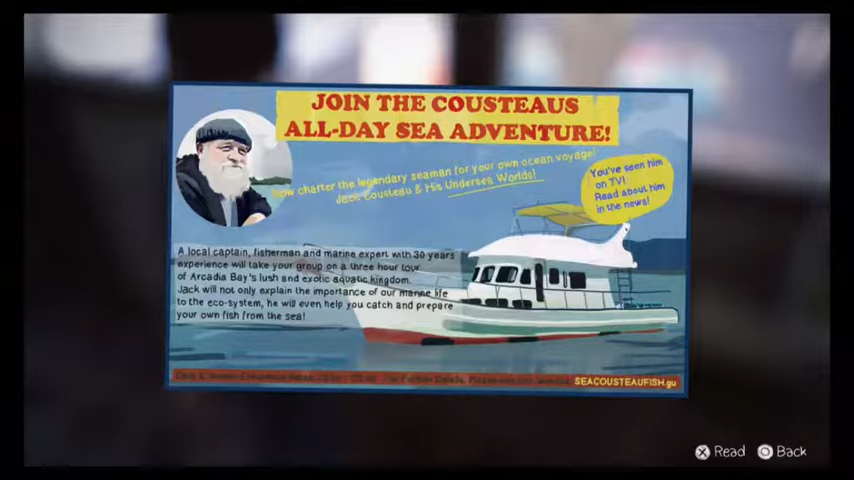 JOIN THE COUSTEAUS
ALL-DAY SEA ADVENTURE!
Now charter the legendary seaman for your own ocean voyage!
Jack Cousteau & His Undersea Worlds!
You've seen him
on TV!
Read about him
in the news!
A local captain, fisherman and marine expert with 30 years
experience will take your group on a three hour tour
of Arcadia Bay's lush and exotic aquatic kingdom.
Jack will not only explain the importance of our marine life
to the eco-system, he will even help you catch and prepare
your own fish from the sea!
SEACOUSTEAUFISH.gu
Read
Back